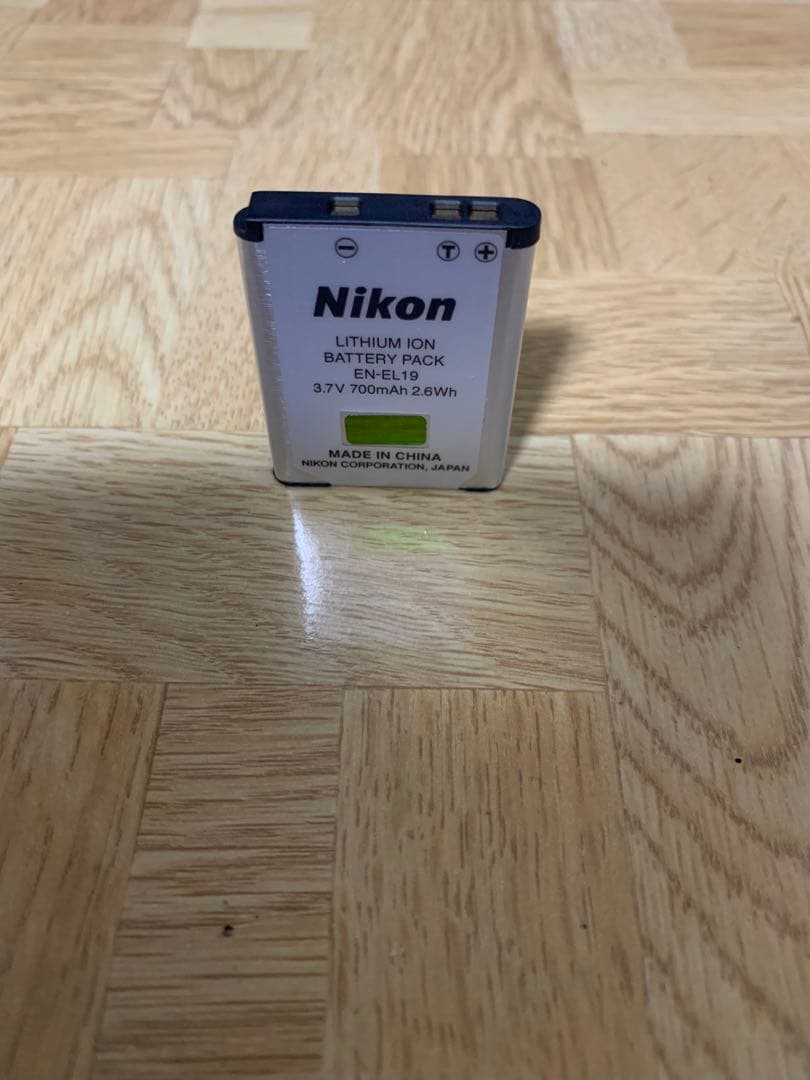 − T +
Nikon
LITHIUM ION
BATTERY PACK
EN-EL19
3.7V 700mAh 2.6Wh
MADE IN CHINA
NIKON CORPORATION, JAPAN